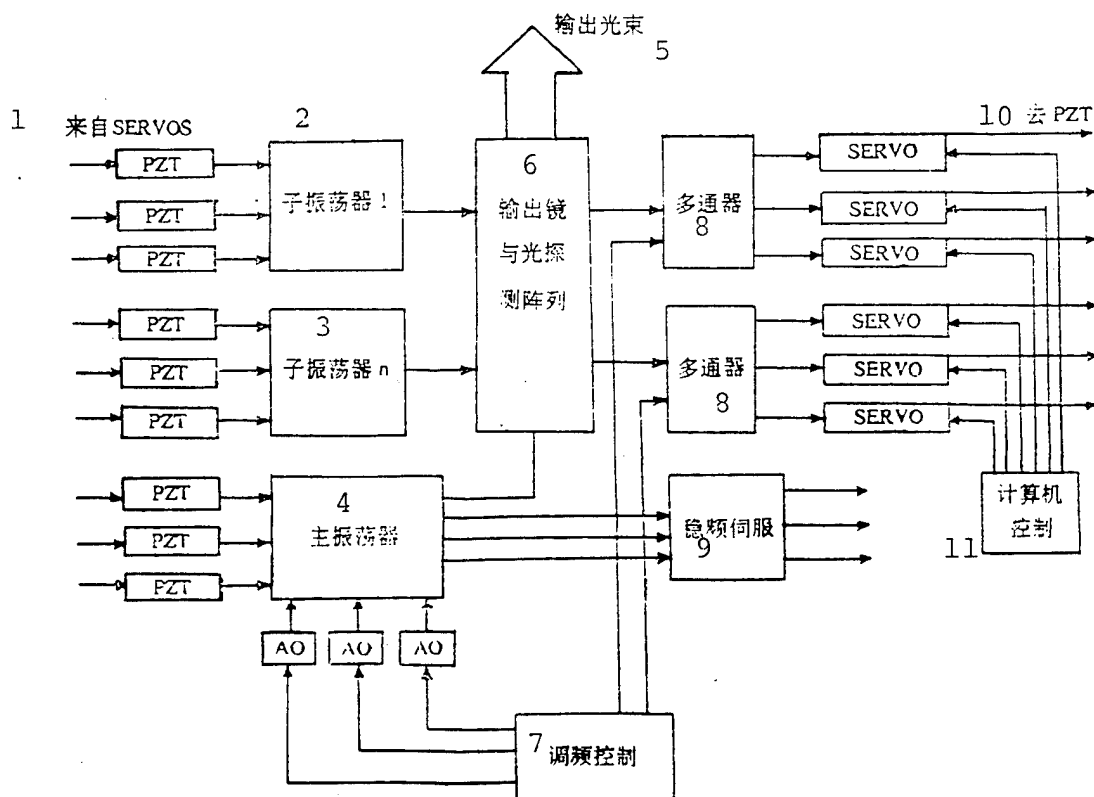 输出光束
5
1
来自SERVOS
2
10 去 PZT
PZT
子振荡器 1
6
输出镜
与光探
测阵列
多通器
8
SERVO
PZT
SERVO
PZT
SERVO
PZT
3
子振荡器 n
多通器
8
SERVO
PZT
SERVO
PZT
SERVO
PZT
4
主振荡器
稳频伺服
9
计算机
控制
11
PZT
PZT
AO
AO
AO
7
调频控制